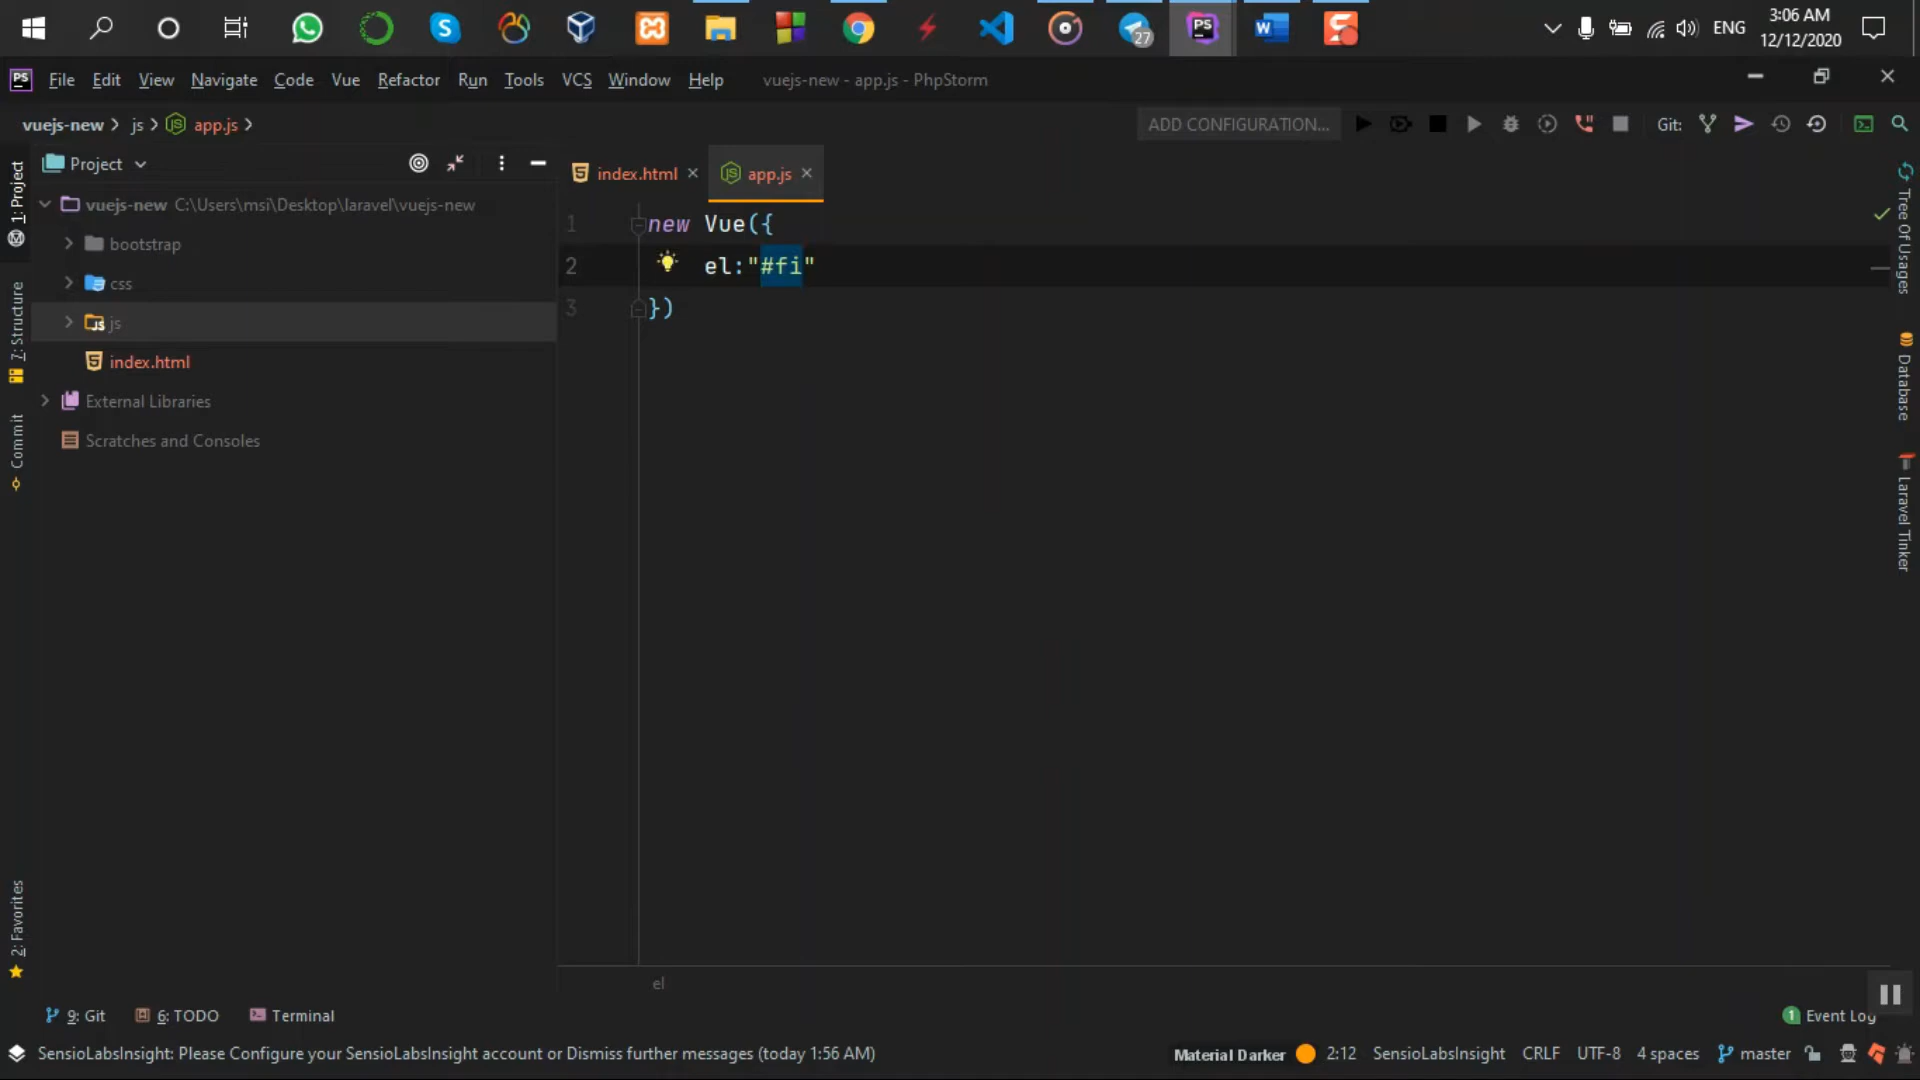 27
PS
ENG
3:06 AM
12/12/2020
PS File Edit View Navigate Code Vue Refactor Run Tools VCS Window Help vuejs-new - app.js - PhpStorm
vuejs-new js app.js
ADD CONFIGURATION...
Git:
Project
index.html
app.js
vuejs-new C:\Users\msi\Desktop\laravel\vuejs-new
bootstrap
css
js
index.html
External Libraries
Scratches and Consoles
1 new Vue({
2 el:"#fi"
3 })
1: Project
7: Structure
Commit
2: Favorites
Tree Of Usages
Database
Laravel Tinker
el
9: Git
6: TODO
Terminal
1 Event Log
SensioLabsInsight: Please Configure your SensioLabsInsight account or Dismiss further messages (today 1:56 AM)
Material Darker 2:12 SensioLabsInsight CRLF UTF-8 4 spaces master